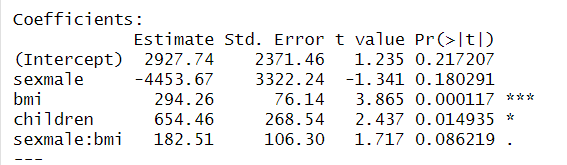 Coefficients:
Estimate Std. Error t value Pr(>|t|)
(Intercept) 2927.74 2371.46 1.235 0.217207
sexmale -4453.67 3322.24 -1.341 0.180291
bmi 294.26 76.14 3.865 0.000117 ***
children 654.46 268.54 2.437 0.014935 *
sexmale:bmi 182.51 106.30 1.717 0.086219 .
---